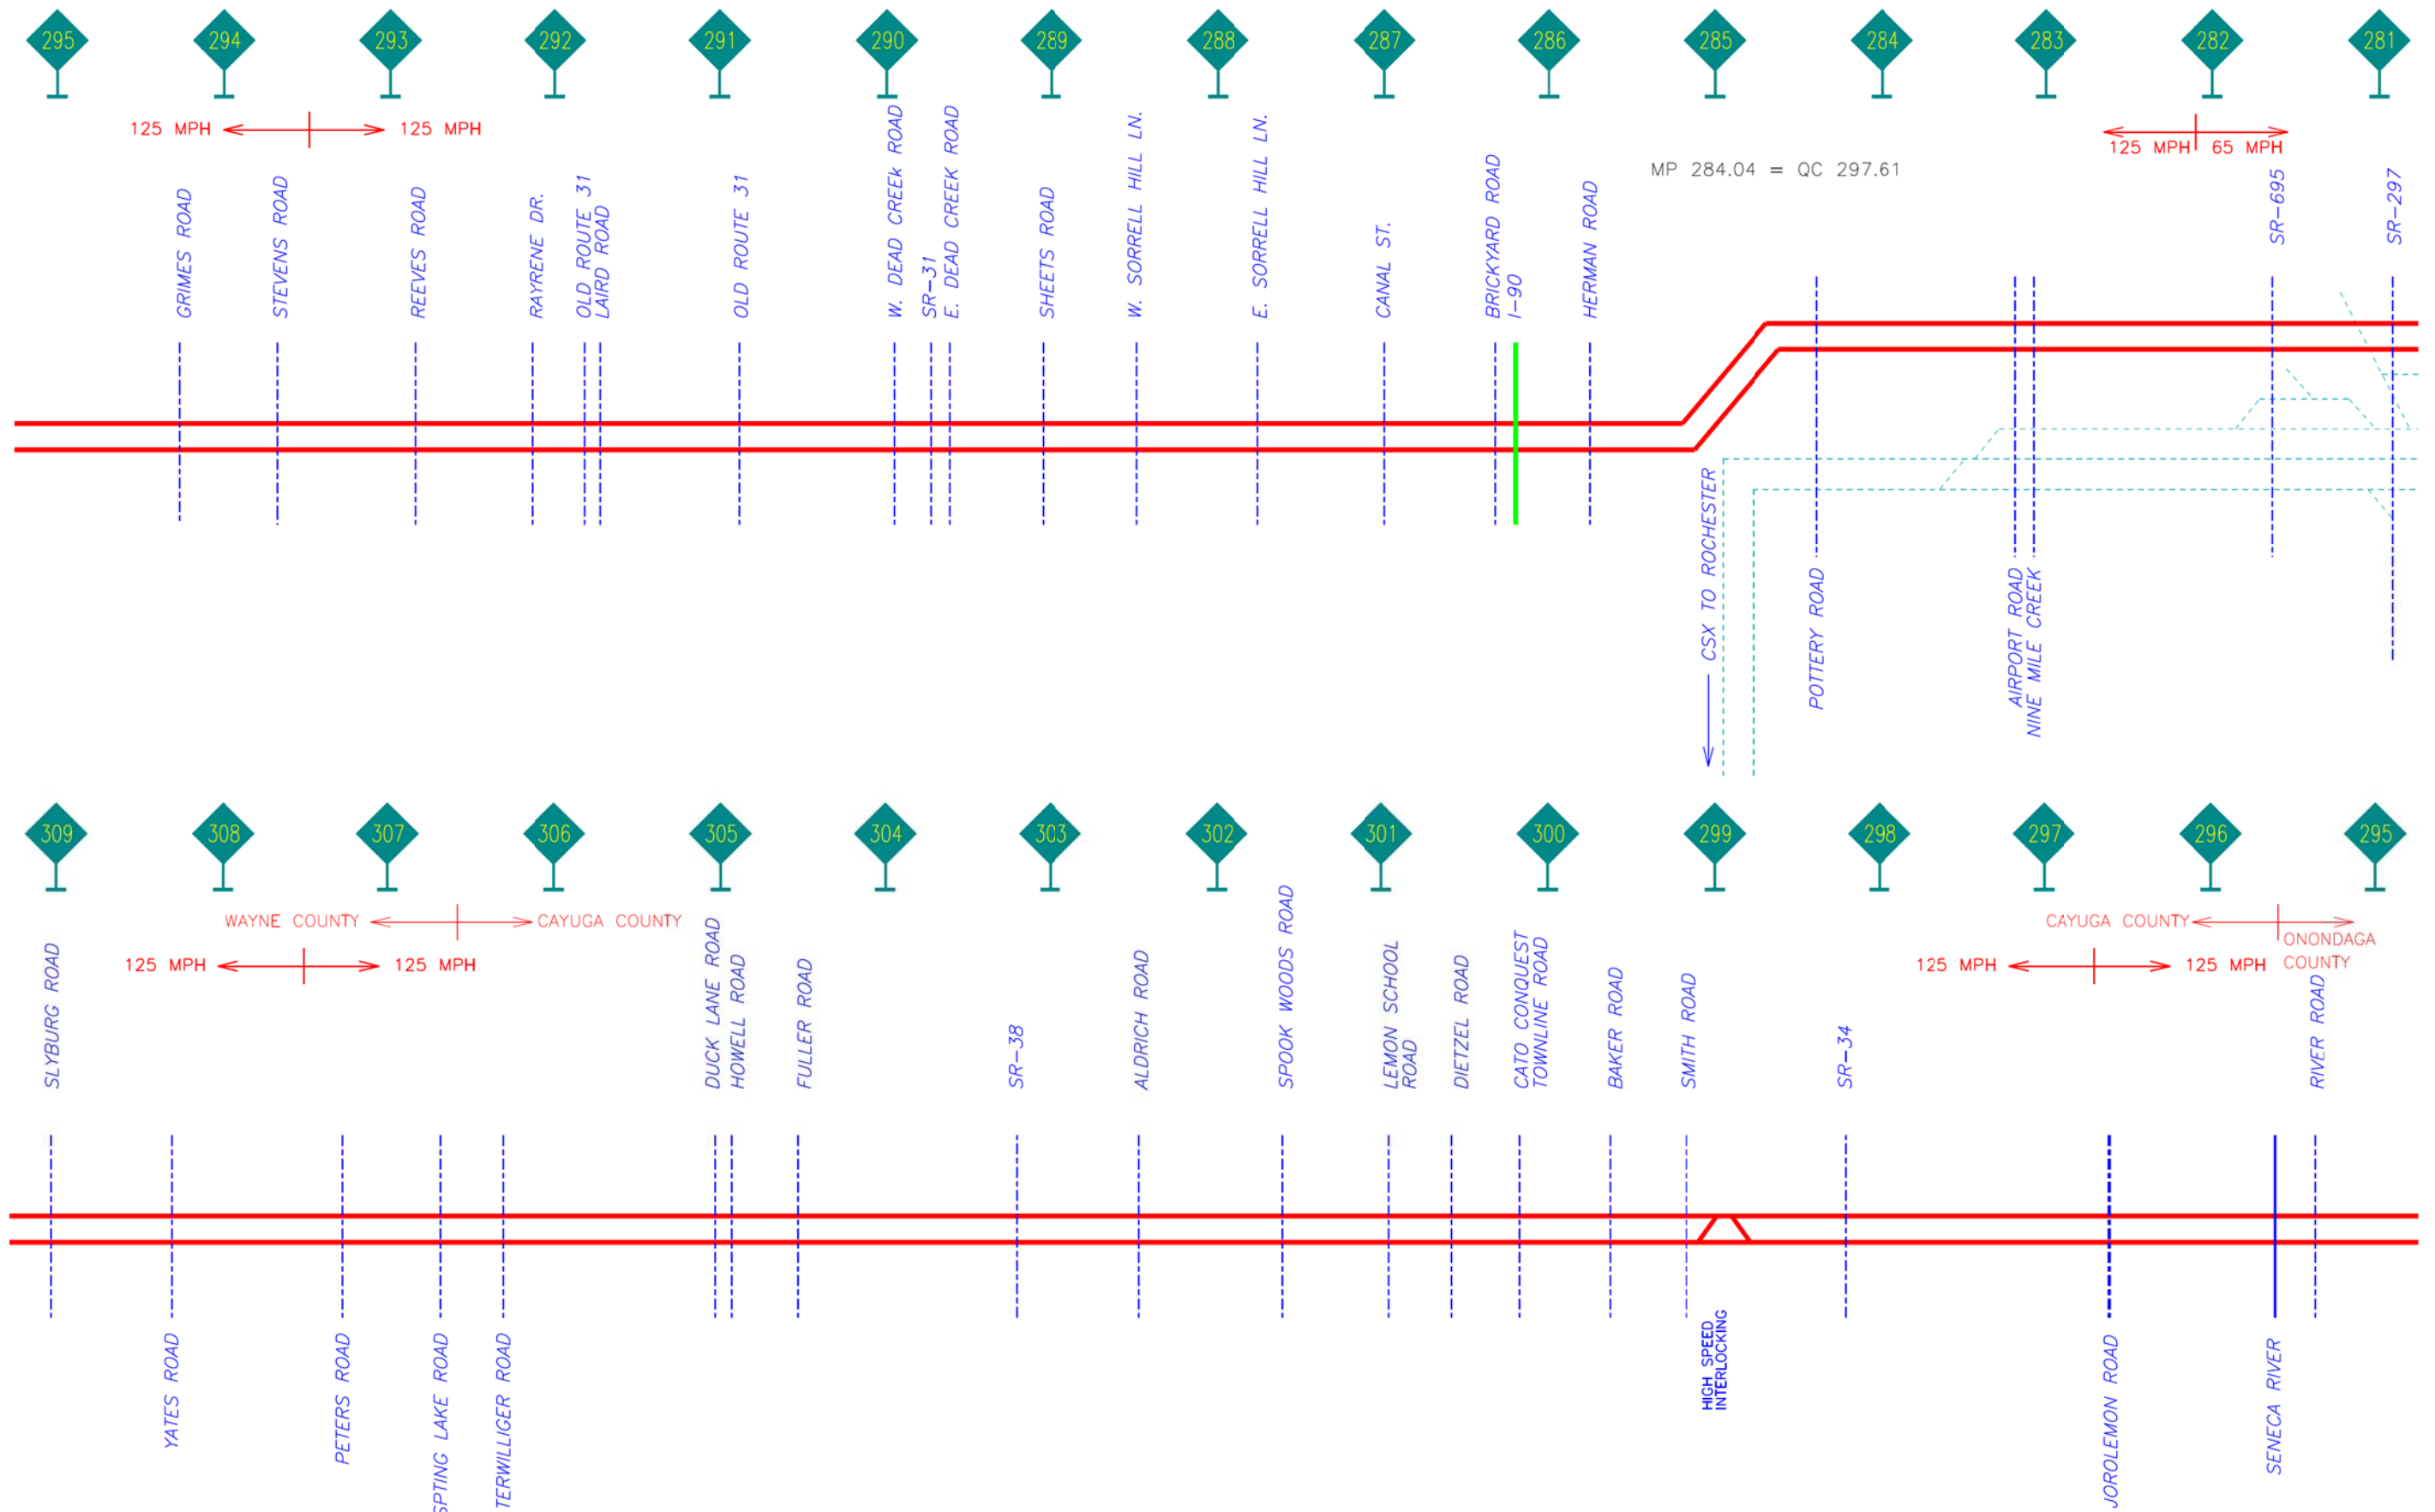 295 294 293 292 291 290 289 288 287 286 285 284 283 282 281
125 MPH 125 MPH
125 MPH 65 MPH
MP 284.04 = QC 297.61
GRIMES ROAD
STEVENS ROAD
REEVES ROAD
RAYRENE DR.
OLD ROUTE 31
LAIRD ROAD
OLD ROUTE 31
W. DEAD CREEK ROAD
SR-31
E. DEAD CREEK ROAD
SHEETS ROAD
W. SORRELL HILL LN.
E. SORRELL HILL LN.
CANAL ST.
BRICKYARD ROAD
I-90
HERMAN ROAD
SR-695
SR-297
CSX TO ROCHESTER
POTTERY ROAD
AIRPORT ROAD
NINE MILE CREEK
309 308 307 306 305 304 303 302 301 300 299 298 297 296 295
WAYNE COUNTY CAYUGA COUNTY
CAYUGA COUNTY
ONONDAGA
COUNTY
125 MPH 125 MPH
125 MPH 125 MPH
SLYBURG ROAD
DUCK LANE ROAD
HOWELL ROAD
FULLER ROAD
SR-38
ALDRICH ROAD
SPOOK WOODS ROAD
LEMON SCHOOL
ROAD
DIETZEL ROAD
CATO CONQUEST
TOWNLINE ROAD
BAKER ROAD
SMITH ROAD
SR-34
RIVER ROAD
YATES ROAD
PETERS ROAD
SPTING LAKE ROAD
TERWILLIGER ROAD
HIGH SPEED
INTERLOCKING
JOROLEMON ROAD
SENECA RIVER